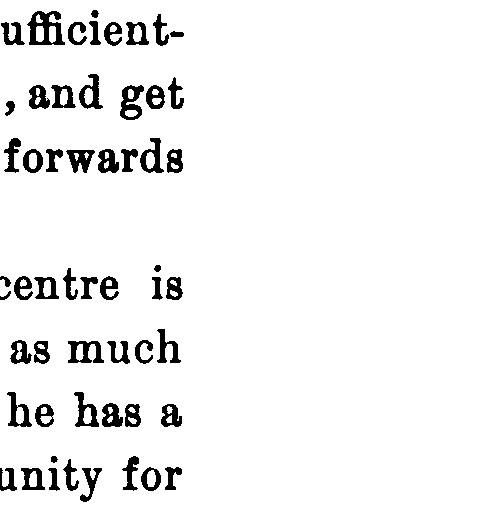 ufficient-
, and get
forwards
centre is
as much
he has a
unity for